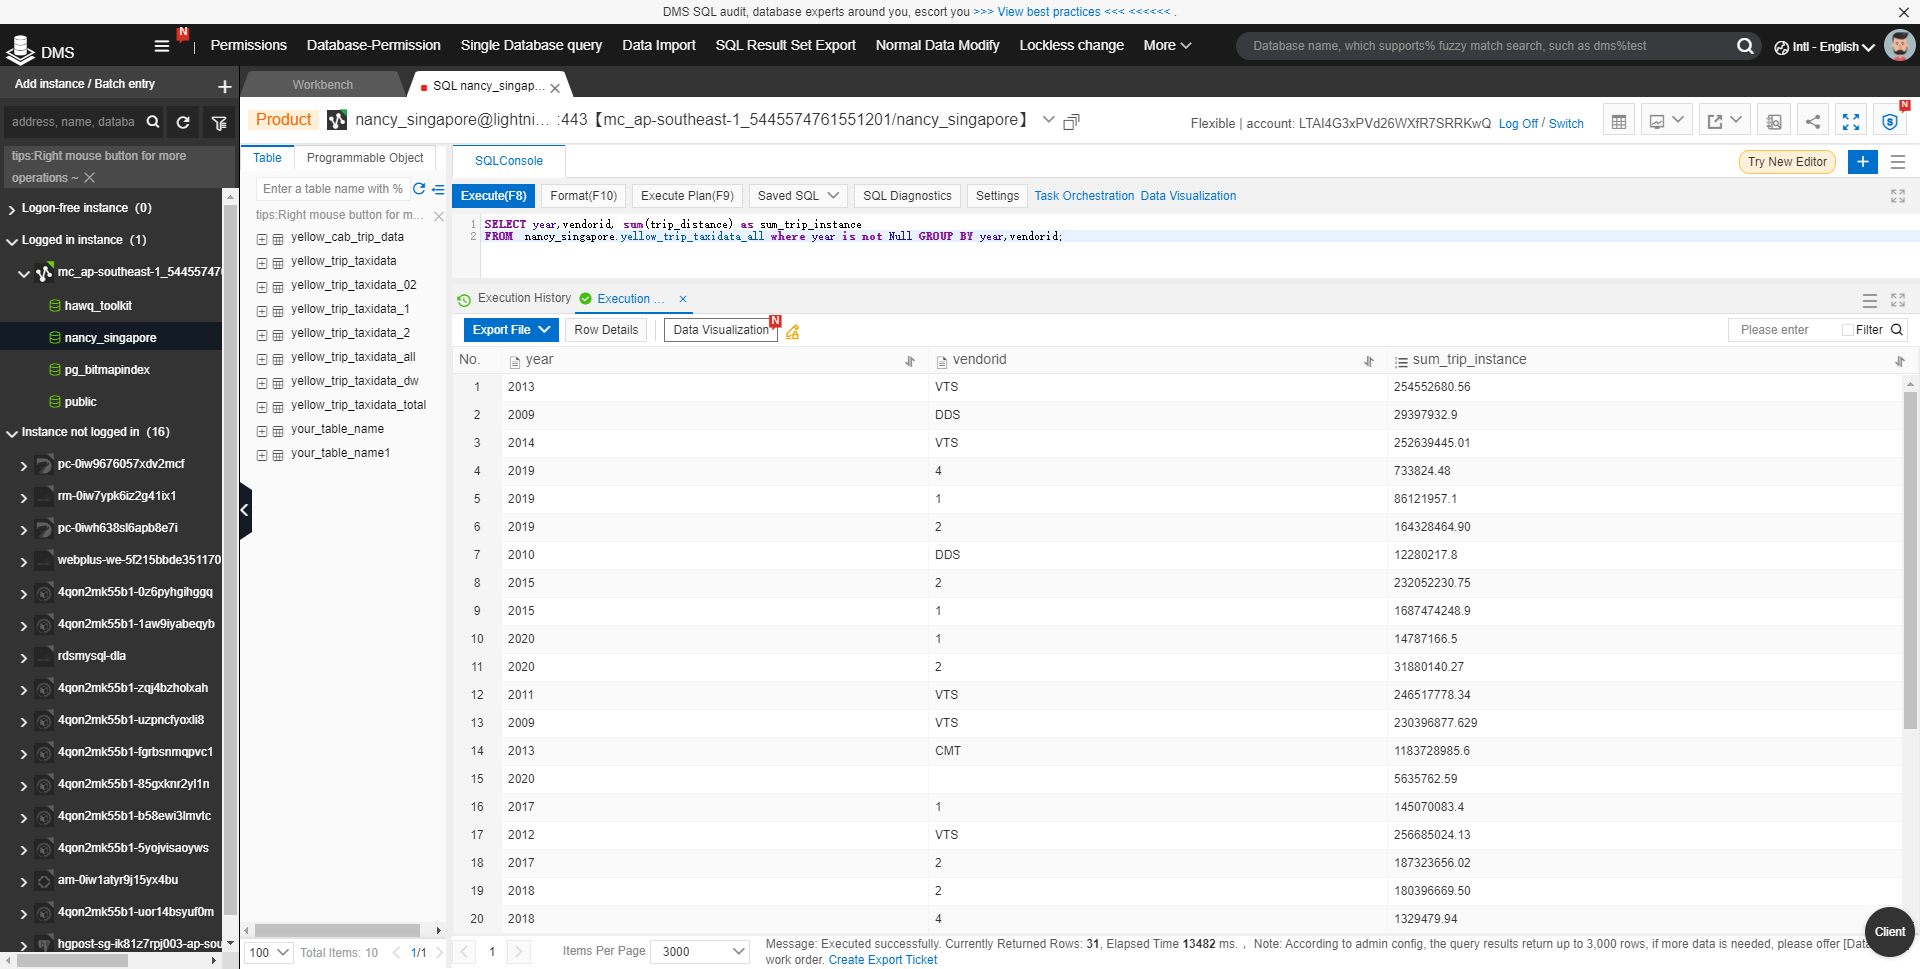 DMS SQL audit, database experts around you, escort you >>> View best practices <<< <<<<<< .
DMS
N
Permissions
Database-Permission
Single Database query
Data Import
SQL Result Set Export
Normal Data Modify
Lockless change
More
Database name, which supports% fuzzy match search, such as dms%test
Intl - English
Add instance / Batch entry
Workbench
SQL nancy_singap...
address, name, databa
tips:Right mouse button for more
operations ~
Logon-free instance (0)
Logged in instance (1)
mc_ap-southeast-1_54455747
hawq_toolkit
nancy_singapore
pg_bitmapindex
public
Instance not logged in (16)
pc-0iw9676057xdv2mcf
rm-0iw7ypk6iz2g41ix1
pc-0iwh638sl6apb8e7i
webplus-we-5f215bbde351170
4qon2mk55b1-0z6pyhgihggq
4qon2mk55b1-1aw9iyabeqyb
rdsmysql-dla
4qon2mk55b1-zqj4bzholxah
4qon2mk55b1-uzpncfyoxli8
4qon2mk55b1-fgrbsnmqpvc1
4qon2mk55b1-85gxknr2yl1n
4qon2mk55b1-b58ewi3lmvtc
4qon2mk55b1-5yojvisaoyws
am-0iw1atyr9j15yx4bu
4qon2mk55b1-uor14bsyuf0m
hgpost-sg-ik81z7rpj003-ap-sou
Product
nancy_singapore@lightni... :443【mc_ap-southeast-1_5445574761551201/nancy_singapore】
Flexible | account: LTAI4G3xPVd26WXfR7SRRKwQ Log Off / Switch
N
Table
Programmable Object
Enter a table name with %
tips:Right mouse button for m...
yellow_cab_trip_data
yellow_trip_taxidata
yellow_trip_taxidata_02
yellow_trip_taxidata_1
yellow_trip_taxidata_2
yellow_trip_taxidata_all
yellow_trip_taxidata_dw
yellow_trip_taxidata_total
your_table_name
your_table_name1
100
Total Items: 10
1/1
SQLConsole
Try New Editor
Execute(F8)
Format(F10)
Execute Plan(F9)
Saved SQL
SQL Diagnostics
Settings
Task Orchestration
Data Visualization
1 SELECT year,vendorid, sum(trip_distance) as sum_trip_instance
2 FROM nancy_singapore.yellow_trip_taxidata_all where year is not Null GROUP BY year,vendorid;
Execution History
Execution ...
Export File
Row Details
Data Visualization
N
Please enter
Filter
No. year vendorid sum_trip_instance
1 2013 VTS 254552680.56
2 2009 DDS 29397932.9
3 2014 VTS 252639445.01
4 2019 4 733824.48
5 2019 1 86121957.1
6 2019 2 164328464.90
7 2010 DDS 12280217.8
8 2015 2 232052230.75
9 2015 1 1687474248.9
10 2020 1 14787166.5
11 2020 2 31880140.27
12 2011 VTS 246517778.34
13 2009 VTS 230396877.629
14 2013 CMT 1183728985.6
15 2020 5635762.59
16 2017 1 145070083.4
17 2012 VTS 256685024.13
18 2017 2 187323656.02
19 2018 2 180396669.50
20 2018 4 1329479.94
1
Items Per Page
3000
Message: Executed successfully. Currently Returned Rows: 31, Elapsed Time 13482 ms. , Note: According to admin config, the query results return up to 3,000 rows, if more data is needed, please offer [Data
work order. Create Export Ticket
Client